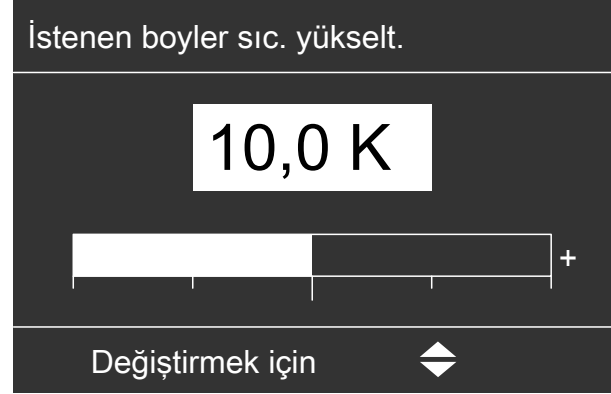 İstenen boyler sıc. yükselt.
10,0 K
+
Değiştirmek için